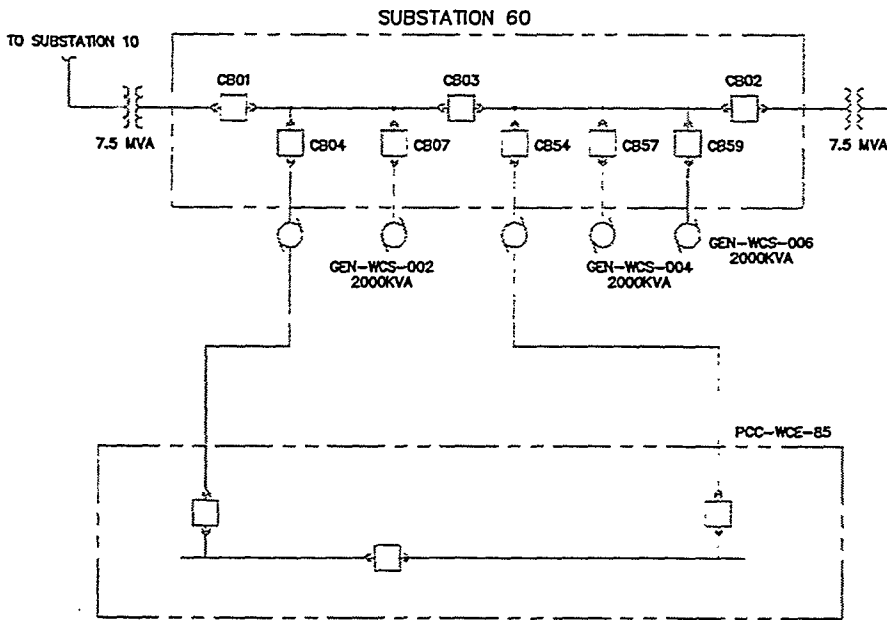 SUBSTATION 60
TO SUBSTATION 10
CB01
CB03
CB02
7.5 MVA
CB04
CB07
CB54
CB57
CB59
7.5 MVA
GEN-WCS-002
2000KVA
GEN-WCS-004
2000KVA
GEN-WCS-006
2000KVA
PCC-WCE-85